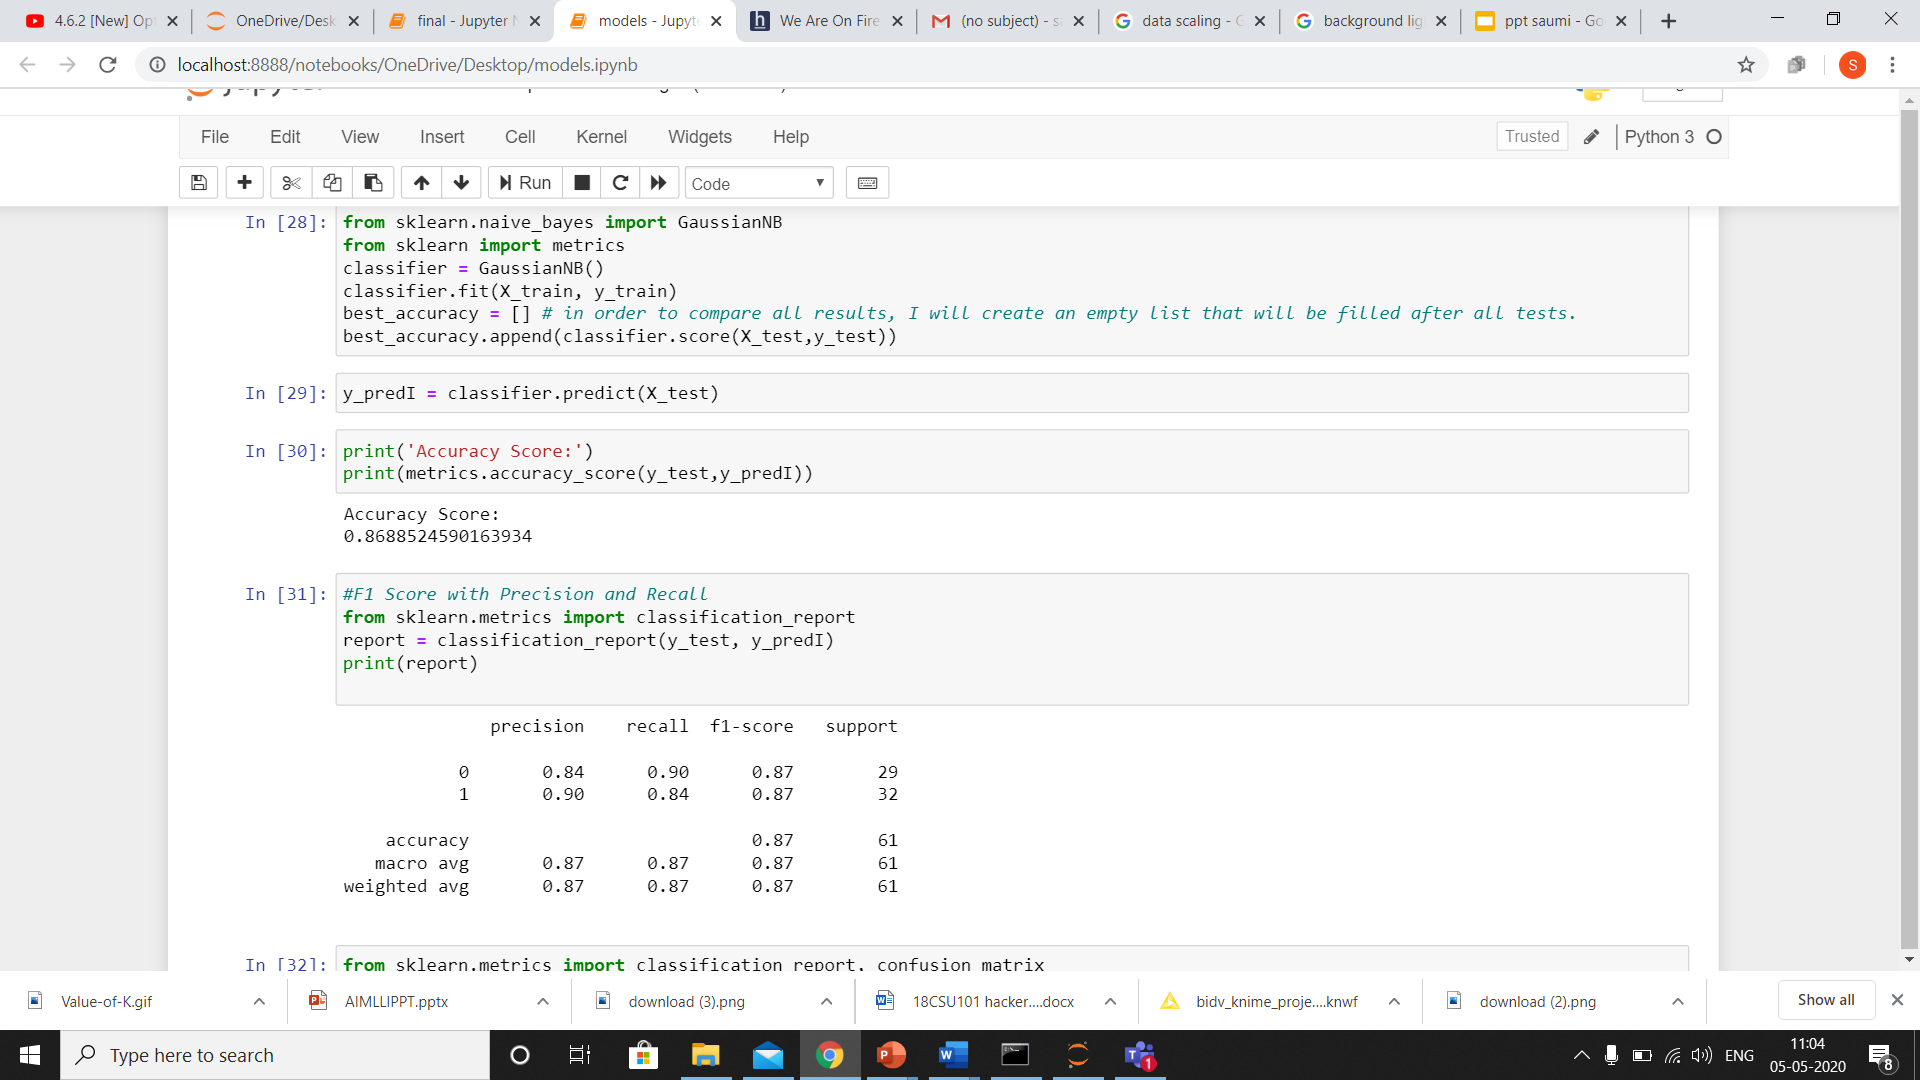 4.6.2 [New] Opt
OneDrive/Desk
final - Jupyter N
models - Jupyte
We Are On Fire
(no subject) - sa
data scaling - G
background lig
ppt saumi - Go
localhost:8888/notebooks/OneDrive/Desktop/models.ipynb
S
File Edit View Insert Cell Kernel Widgets Help
Trusted
Python 3
Run
Code
In [28]: from sklearn.naive_bayes import GaussianNB
from sklearn import metrics
classifier = GaussianNB()
classifier.fit(X_train, y_train)
best_accuracy = [] # in order to compare all results, I will create an empty list that will be filled after all tests.
best_accuracy.append(classifier.score(X_test,y_test))
In [29]: y_predI = classifier.predict(X_test)
In [30]: print('Accuracy Score:')
print(metrics.accuracy_score(y_test,y_predI))
Accuracy Score:
0.8688524590163934
In [31]: #F1 Score with Precision and Recall
from sklearn.metrics import classification_report
report = classification_report(y_test, y_predI)
print(report)
precision recall f1-score support
0 0.84 0.90 0.87 29
1 0.90 0.84 0.87 32
accuracy 0.87 61
macro avg 0.87 0.87 0.87 61
weighted avg 0.87 0.87 0.87 61
In [32]: from sklearn.metrics import classification_report, confusion_matrix
Value-of-K.gif
AIMLLIPPT.pptx
download (3).png
18CSU101 hacker....docx
bidv_knime_proje....knwf
download (2).png
Show all
Type here to search
1
ENG
11:04
05-05-2020
8